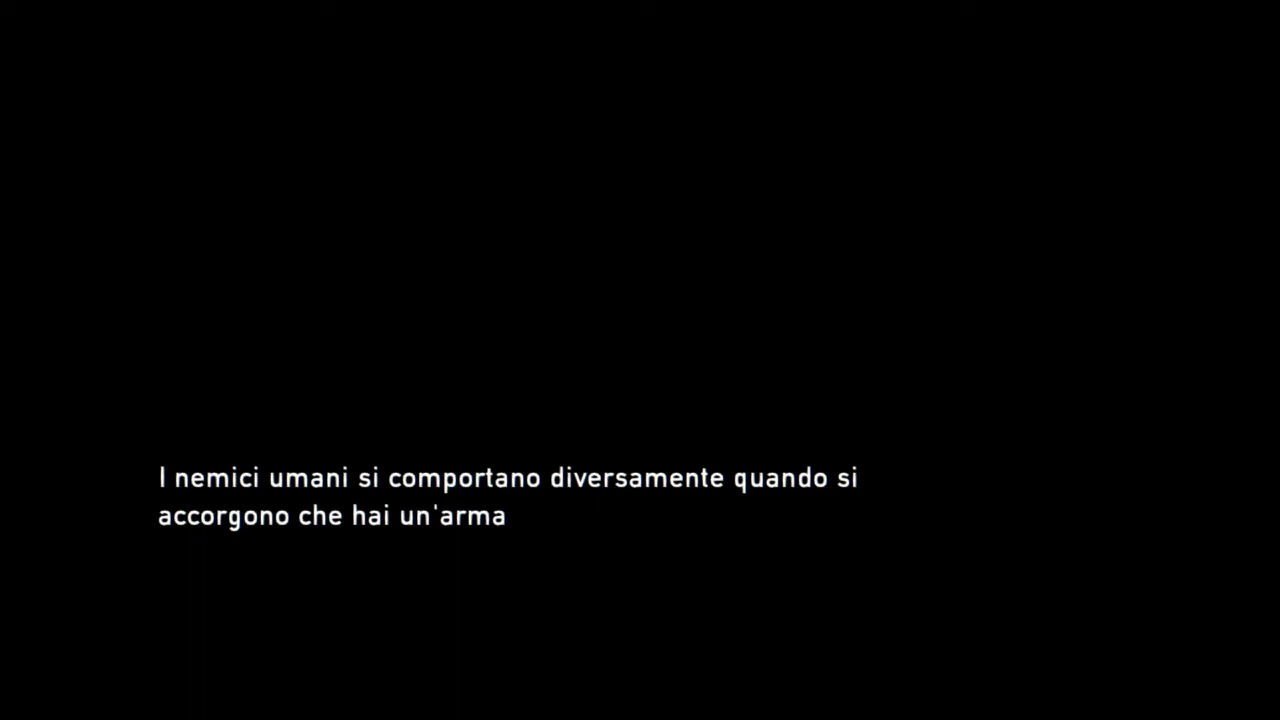 I nemici umani si comportano diversamente quando si
accorgono che hai un'arma